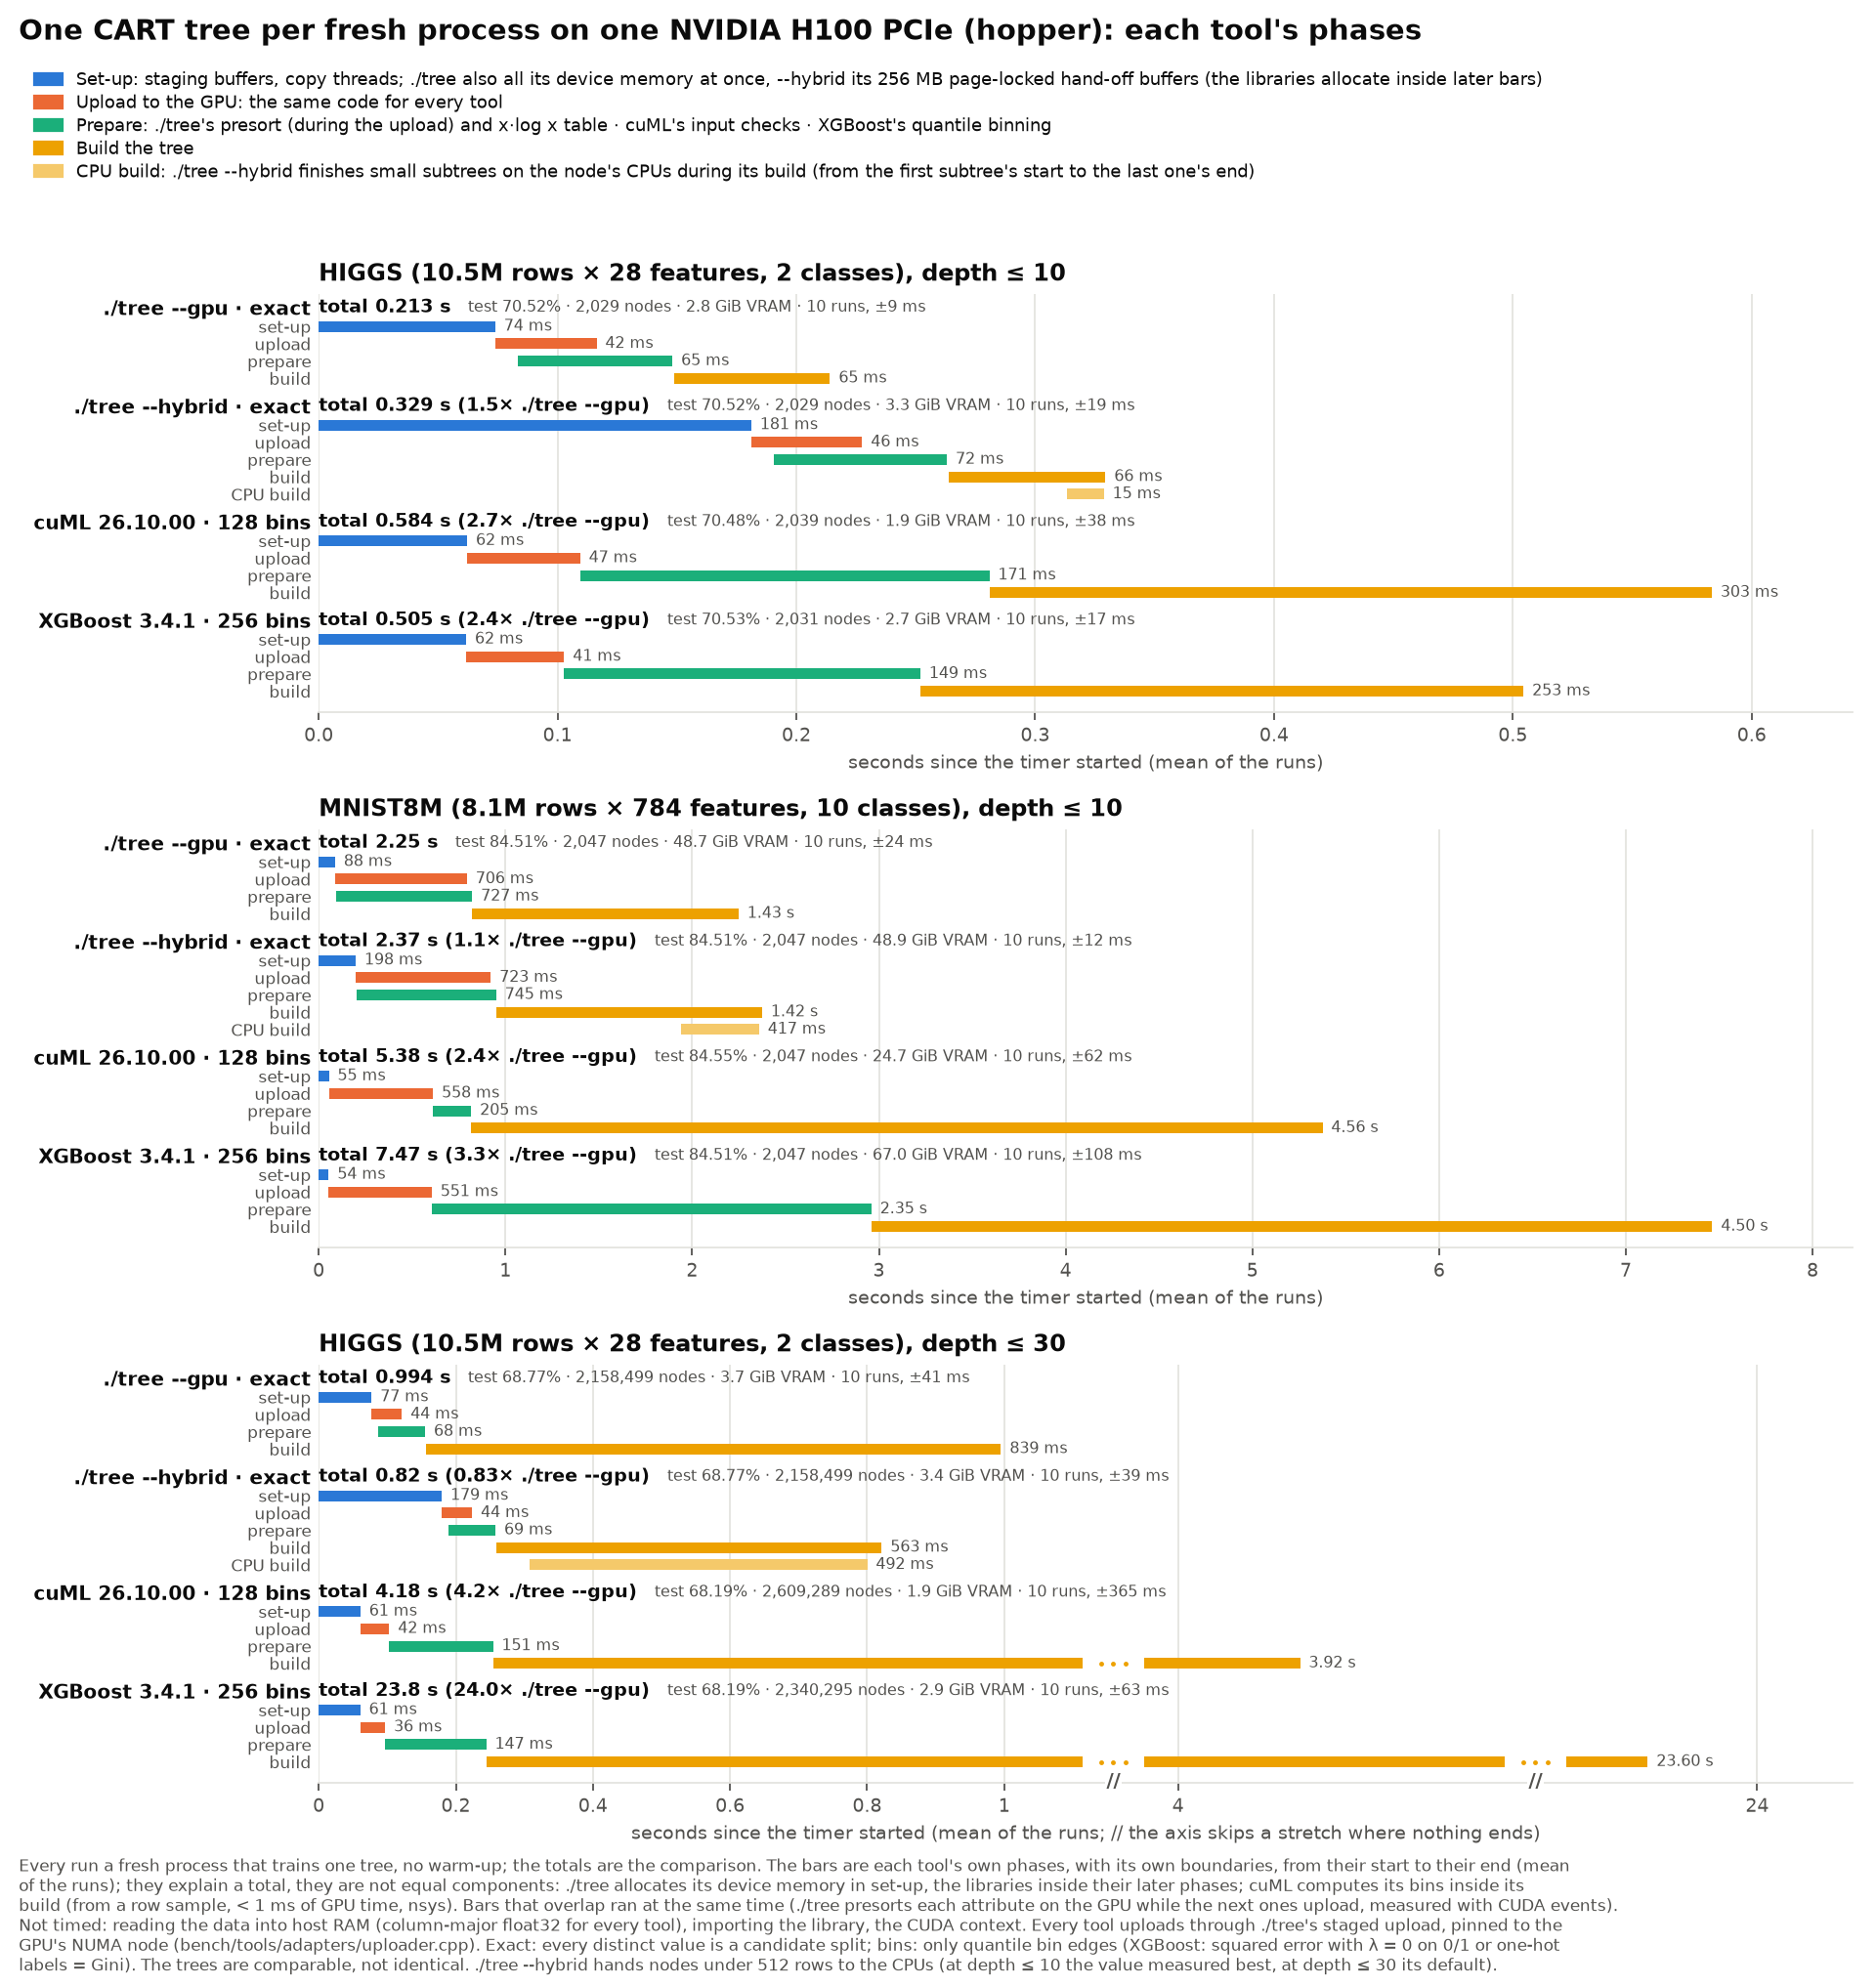 One CART tree per fresh process on one NVIDIA H100 PCIe (hopper): each tool's phases
Set-up: staging buffers, copy threads; ./tree also all its device memory at once, --hybrid its 256 MB page-locked hand-off buffers (the libraries allocate inside later bars)
Upload to the GPU: the same code for every tool
Prepare: ./tree's presort (during the upload) and x·log x table · cuML's input checks · XGBoost's quantile binning
Build the tree
CPU build: ./tree --hybrid finishes small subtrees on the node's CPUs during its build (from the first subtree's start to the last one's end)
HIGGS (10.5M rows × 28 features, 2 classes), depth ≤ 10
./tree --gpu · exact total 0.213 s test 70.52% · 2,029 nodes · 2.8 GiB VRAM · 10 runs, ±9 ms
set-up 74 ms
upload 42 ms
prepare 65 ms
build 65 ms
./tree --hybrid · exact total 0.329 s (1.5× ./tree --gpu) test 70.52% · 2,029 nodes · 3.3 GiB VRAM · 10 runs, ±19 ms
set-up 181 ms
upload 46 ms
prepare 72 ms
build 66 ms
CPU build 15 ms
cuML 26.10.00 · 128 bins total 0.584 s (2.7× ./tree --gpu) test 70.48% · 2,039 nodes · 1.9 GiB VRAM · 10 runs, ±38 ms
set-up 62 ms
upload 47 ms
prepare 171 ms
build 303 ms
XGBoost 3.4.1 · 256 bins total 0.505 s (2.4× ./tree --gpu) test 70.53% · 2,031 nodes · 2.7 GiB VRAM · 10 runs, ±17 ms
set-up 62 ms
upload 41 ms
prepare 149 ms
build 253 ms
0.0 0.1 0.2 0.3 0.4 0.5 0.6
seconds since the timer started (mean of the runs)
MNIST8M (8.1M rows × 784 features, 10 classes), depth ≤ 10
./tree --gpu · exact total 2.25 s test 84.51% · 2,047 nodes · 48.7 GiB VRAM · 10 runs, ±24 ms
set-up 88 ms
upload 706 ms
prepare 727 ms
build 1.43 s
./tree --hybrid · exact total 2.37 s (1.1× ./tree --gpu) test 84.51% · 2,047 nodes · 48.9 GiB VRAM · 10 runs, ±12 ms
set-up 198 ms
upload 723 ms
prepare 745 ms
build 1.42 s
CPU build 417 ms
cuML 26.10.00 · 128 bins total 5.38 s (2.4× ./tree --gpu) test 84.55% · 2,047 nodes · 24.7 GiB VRAM · 10 runs, ±62 ms
set-up 55 ms
upload 558 ms
prepare 205 ms
build 4.56 s
XGBoost 3.4.1 · 256 bins total 7.47 s (3.3× ./tree --gpu) test 84.51% · 2,047 nodes · 67.0 GiB VRAM · 10 runs, ±108 ms
set-up 54 ms
upload 551 ms
prepare 2.35 s
build 4.50 s
0 1 2 3 4 5 6 7 8
seconds since the timer started (mean of the runs)
HIGGS (10.5M rows × 28 features, 2 classes), depth ≤ 30
./tree --gpu · exact total 0.994 s test 68.77% · 2,158,499 nodes · 3.7 GiB VRAM · 10 runs, ±41 ms
set-up 77 ms
upload 44 ms
prepare 68 ms
build 839 ms
./tree --hybrid · exact total 0.82 s (0.83× ./tree --gpu) test 68.77% · 2,158,499 nodes · 3.4 GiB VRAM · 10 runs, ±39 ms
set-up 179 ms
upload 44 ms
prepare 69 ms
build 563 ms
CPU build 492 ms
cuML 26.10.00 · 128 bins total 4.18 s (4.2× ./tree --gpu) test 68.19% · 2,609,289 nodes · 1.9 GiB VRAM · 10 runs, ±365 ms
set-up 61 ms
upload 42 ms
prepare 151 ms
build 3.92 s
XGBoost 3.4.1 · 256 bins total 23.8 s (24.0× ./tree --gpu) test 68.19% · 2,340,295 nodes · 2.9 GiB VRAM · 10 runs, ±63 ms
set-up 61 ms
upload 36 ms
prepare 147 ms
build 23.60 s
0 0.2 0.4 0.6 0.8 1 // 4 // 24
seconds since the timer started (mean of the runs; // the axis skips a stretch where nothing ends)
Every run a fresh process that trains one tree, no warm-up; the totals are the comparison. The bars are each tool's own phases, with its own boundaries, from their start to their end (mean
of the runs); they explain a total, they are not equal components: ./tree allocates its device memory in set-up, the libraries inside their later phases; cuML computes its bins inside its
build (from a row sample, < 1 ms of GPU time, nsys). Bars that overlap ran at the same time (./tree presorts each attribute on the GPU while the next ones upload, measured with CUDA events).
Not timed: reading the data into host RAM (column-major float32 for every tool), importing the library, the CUDA context. Every tool uploads through ./tree's staged upload, pinned to the
GPU's NUMA node (bench/tools/adapters/uploader.cpp). Exact: every distinct value is a candidate split; bins: only quantile bin edges (XGBoost: squared error with λ = 0 on 0/1 or one-hot
labels = Gini). The trees are comparable, not identical. ./tree --hybrid hands nodes under 512 rows to the CPUs (at depth ≤ 10 the value measured best, at depth ≤ 30 its default).